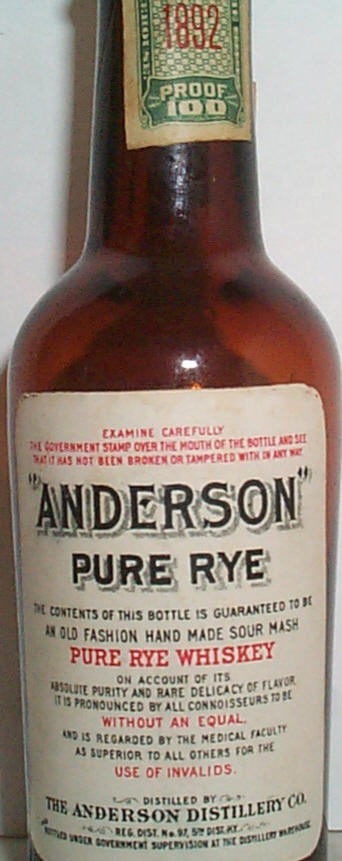 1892
PROOF
100
EXAMINE CAREFULLY
THE GOVERNMENT STAMP OVER THE MOUTH OF THE BOTTLE AND SEE
THAT IT HAS NOT BEEN BROKEN OR TAMPERED WITH IN ANY WAY.
"ANDERSON"
PURE RYE
THE CONTENTS OF THIS BOTTLE IS GUARANTEED TO BE
AN OLD FASHION HAND MADE SOUR MASH
PURE RYE WHISKEY
ON ACCOUNT OF ITS
ABSOLUTE PURITY AND RARE DELICACY OF FLAVOR,
IT IS PRONOUNCED BY ALL CONNOISSEURS TO BE
WITHOUT AN EQUAL,
AND IS REGARDED BY THE MEDICAL FACULTY
AS SUPERIOR TO ALL OTHERS FOR THE
USE OF INVALIDS.
DISTILLED BY
THE ANDERSON DISTILLERY CO.
REG. DIST. No. 97, 5TH DIST. KY.
BOTTLED UNDER GOVERNMENT SUPERVISION AT THE DISTILLERY WAREHOUSE.